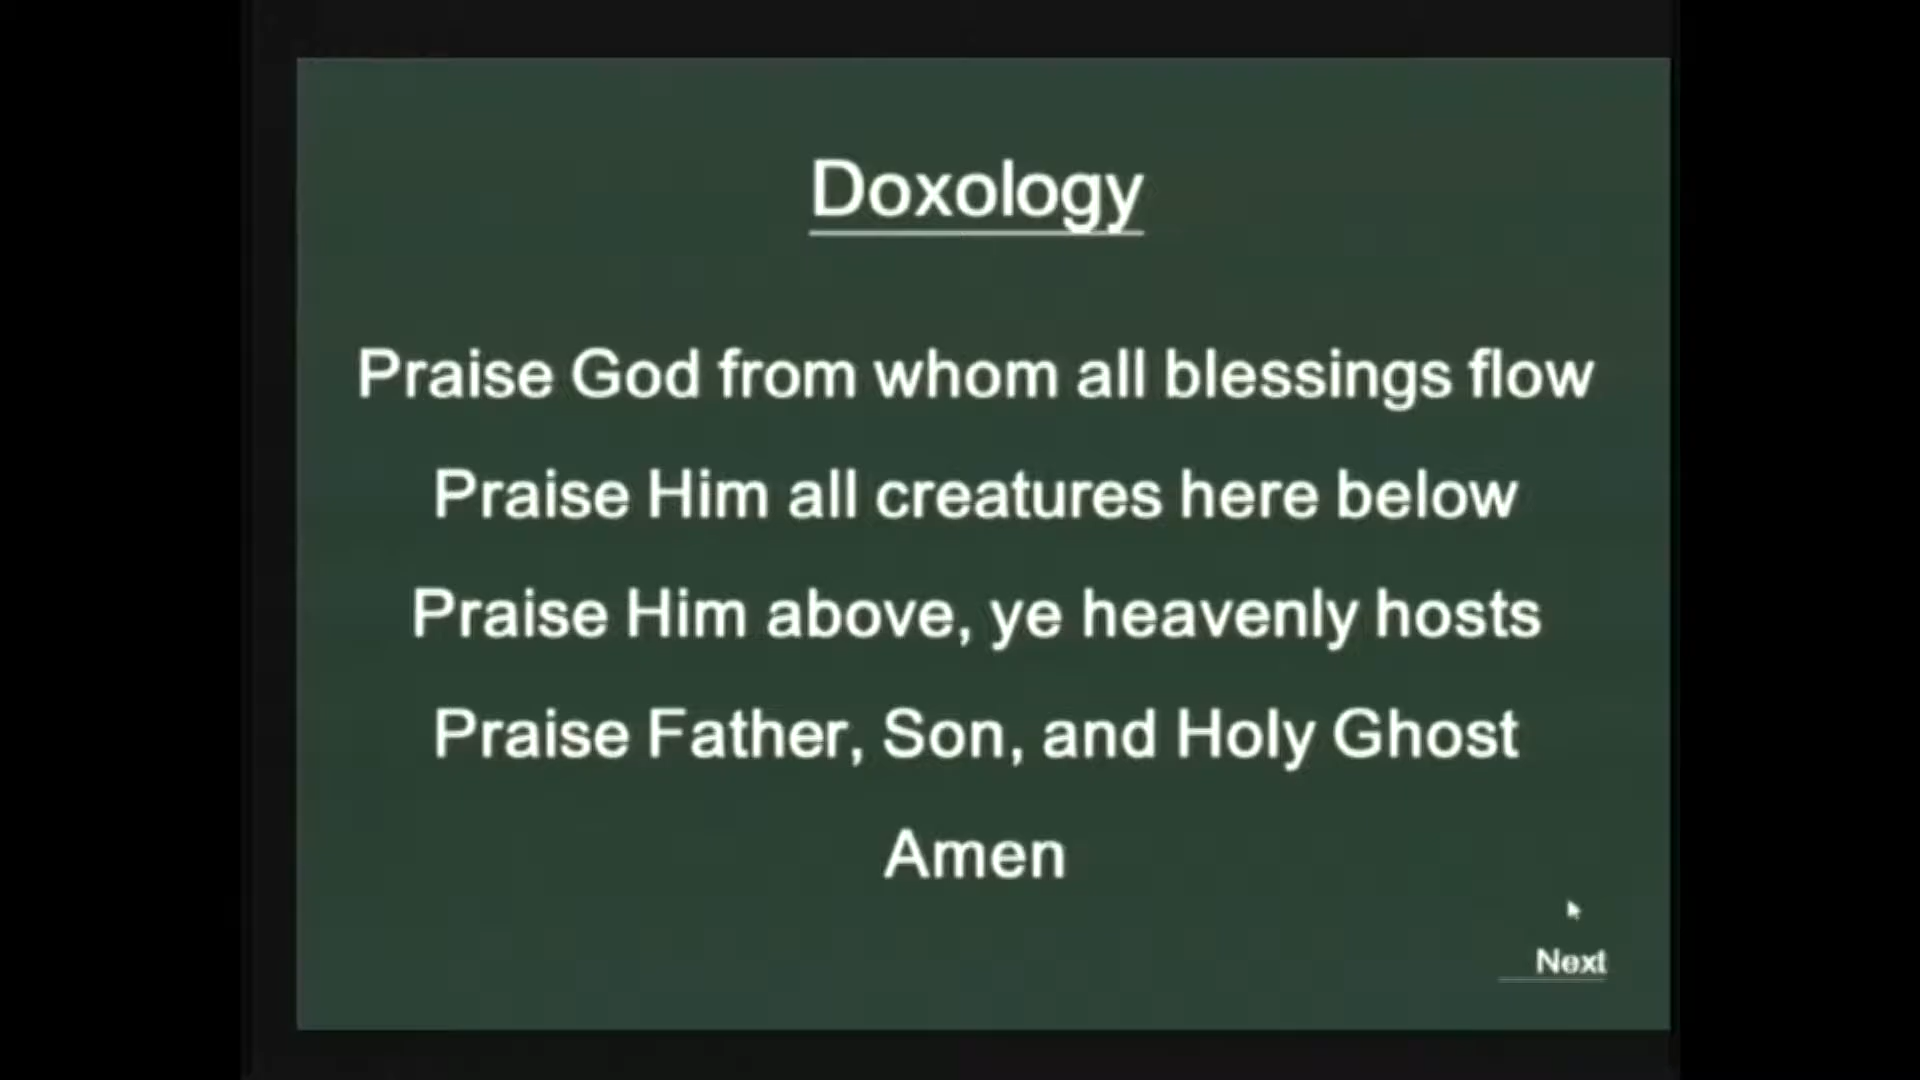 Doxology
Praise God from whom all blessings flow
Praise Him all creatures here below
Praise Him above, ye heavenly hosts
Praise Father, Son, and Holy Ghost
Amen
Next